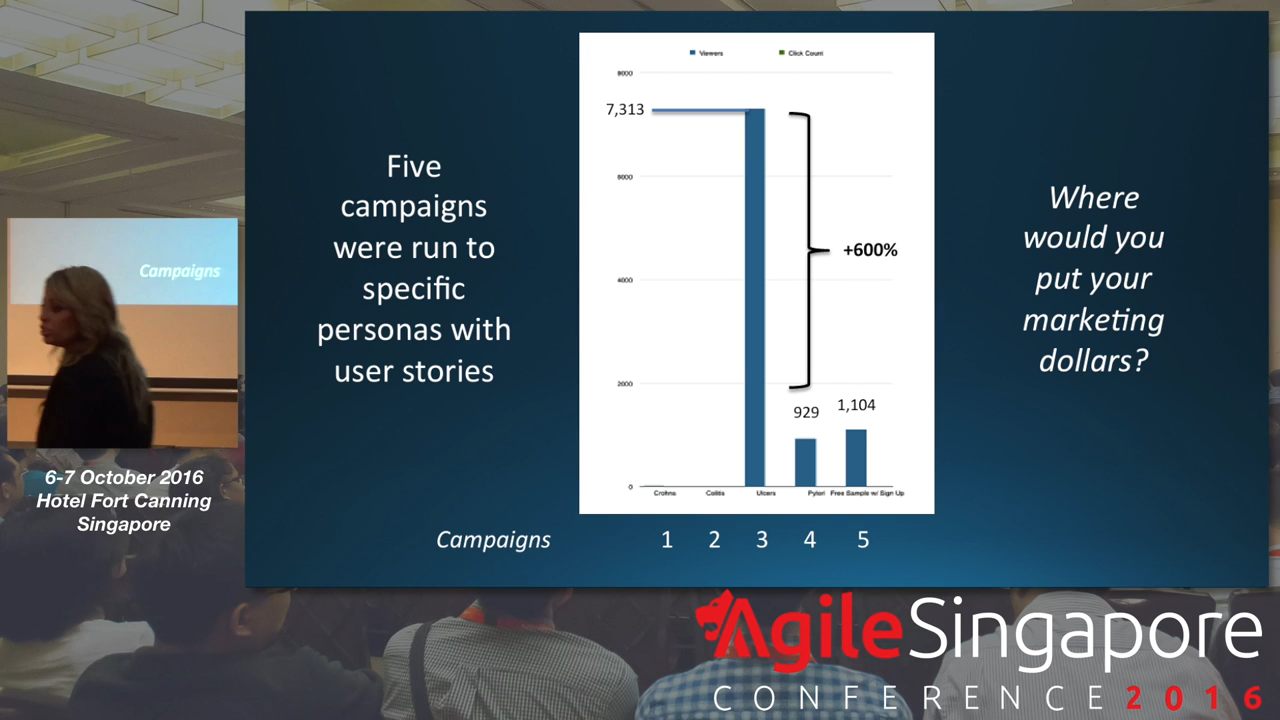 Viewers
Click Count
8000
7,313
6000
+600%
4000
2000
929
1,104
0
Crohns
Colitis
Ulcers
Pylori
Free Sample w/ Sign Up
Five
campaigns
were run to
specific
personas with
user stories
Where
would you
put your
marketing
dollars?
Campaigns 1 2 3 4 5
Campaigns
6-7 October 2016
Hotel Fort Canning
Singapore
AgileSingapore
CONFERENCE 2016